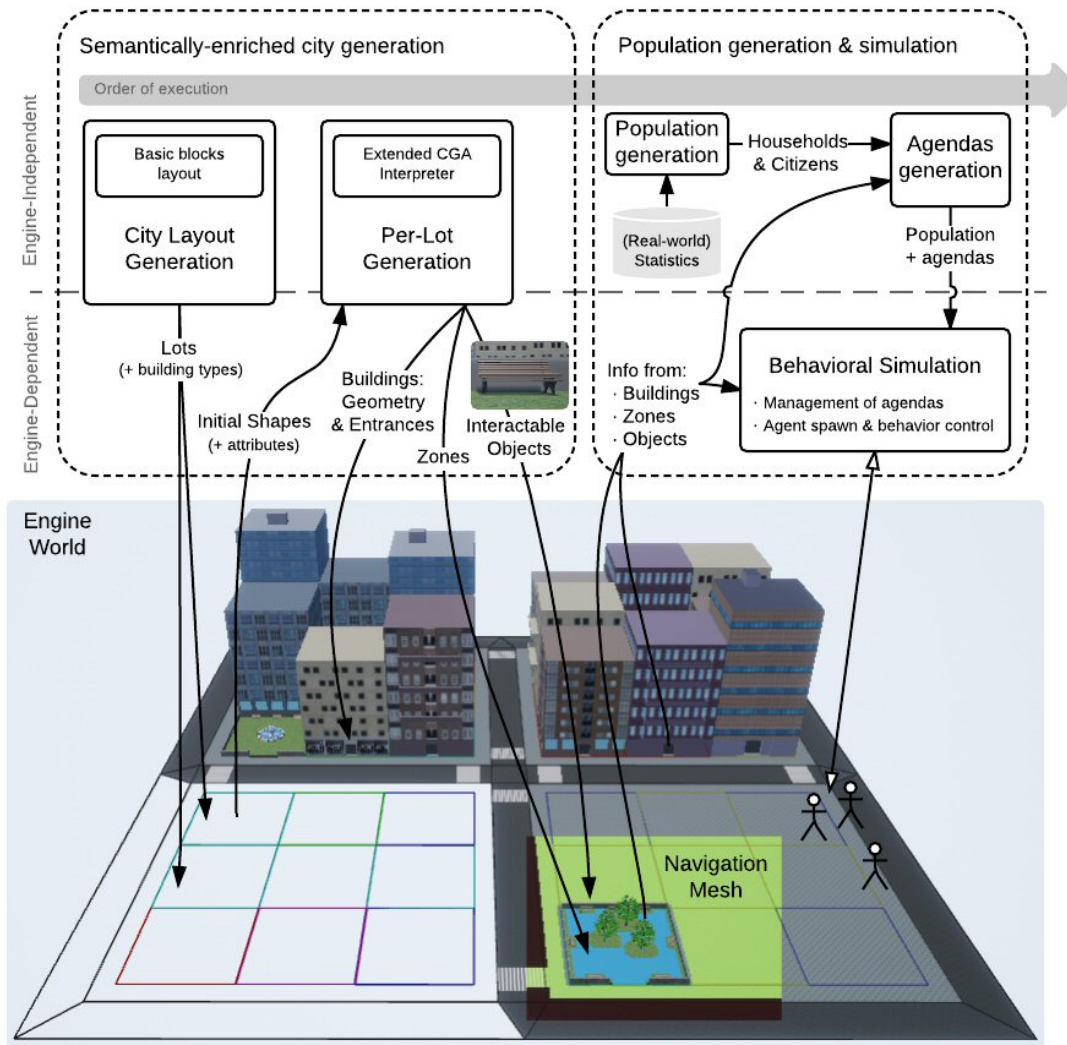 Semantically-enriched city generation
Population generation & simulation
Order of execution
Engine-Independent
Engine-Dependent
Basic blocks
layout
City Layout
Generation
Extended CGA
Interpreter
Per-Lot
Generation
Population
generation
Households
& Citizens
Agendas
generation
(Real-world)
Statistics
Population
+ agendas
Lots
(+ building types)
Initial Shapes
(+ attributes)
Buildings:
Geometry
& Entrances
Zones
Interactable
Objects
Info from:
· Buildings
· Zones
· Objects
Behavioral Simulation
· Management of agendas
· Agent spawn & behavior control
Engine
World
Navigation
Mesh